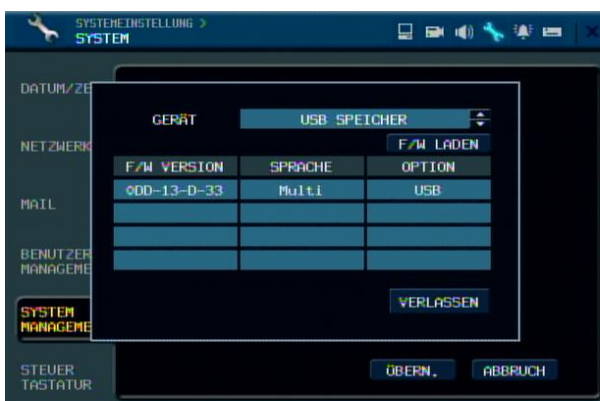 SYSTEMEINSTELLUNG >
SYSTEM
DATUM/ZE
GERÄT
USB SPEICHER
NETZWERK
F/W LADEN
F/W VERSION SPRACHE OPTION
ODD-13-D-33 Multi USB
MAIL
BENUTZER
MANAGEME
VERLASSEN
SYSTEM
MANAGEME
STEUER
TASTATUR
ÜBERN.
ABBRUCH